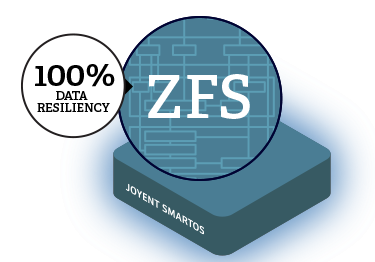 100%
DATA
RESILIENCY
ZFS
JOYENT SMARTOS